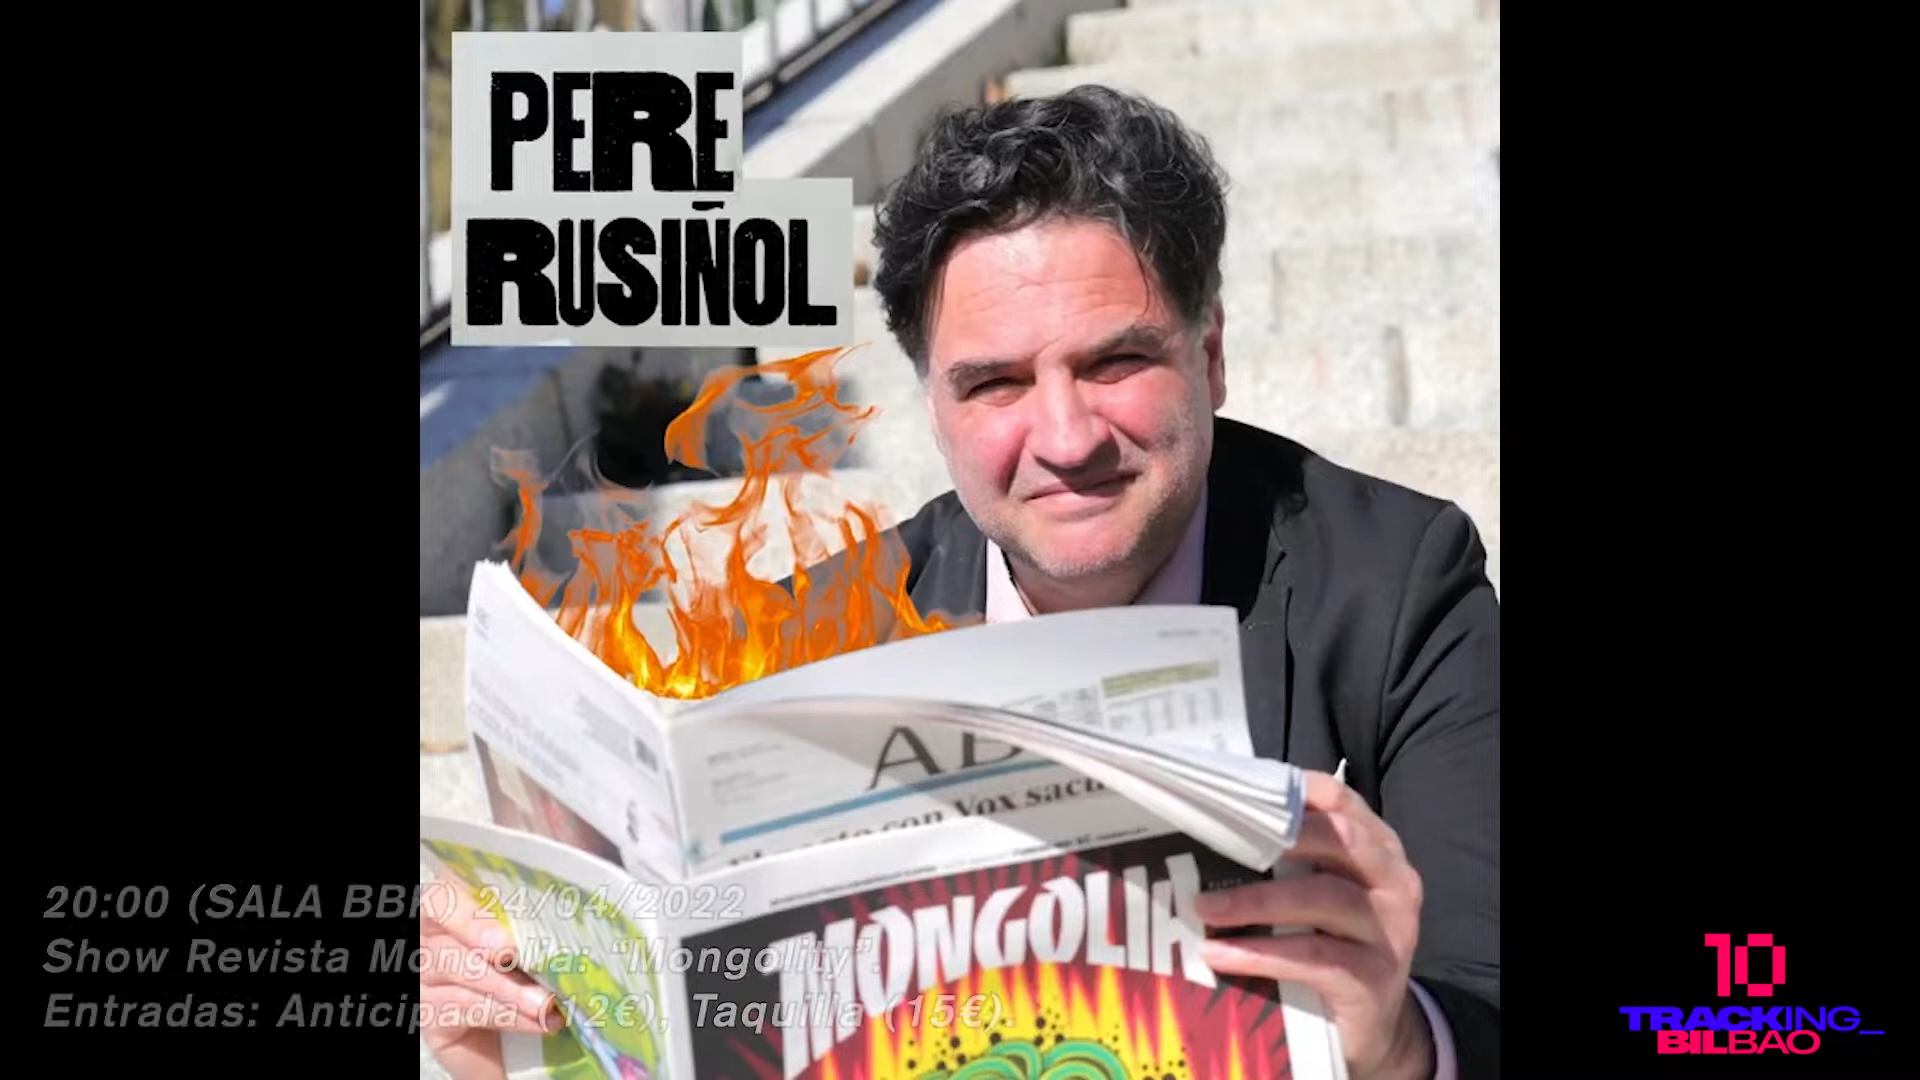 PERE
RUSIÑOL
AB
con Vox
MONGOLIA
20:00 (SALA BBK) 24/04/2022
Show Revista Mongolia: “Mongolity”.
Entradas: Anticipada (12€), Taquilla (15€).
10
TRACKING_
BILBAO